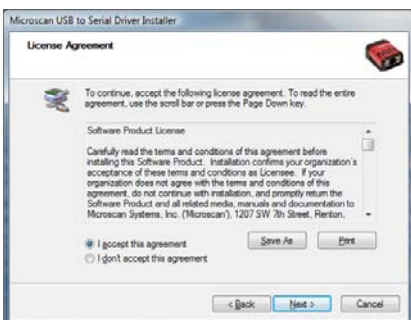 Microscan USB to Serial Driver Installer
License Agreement
To continue, accept the following license agreement. To read the entire
agreement, use the scroll bar or press the Page Down key.
Software Product License
Carefully read the terms and conditions of this agreement before
installing this Software Product. Installation confirms your organization's
acceptance of these terms and conditions as Licensee. If your
organization does not agree with the terms and conditions of this
agreement, do not continue with installation, and promptly return the
Software Product and all related media, manuals and documentation to
Microscan Systems, Inc. ('Microscan'), 1207 SW 7th Street, Renton,
I accept this agreement
I don't accept this agreement
Save As
Print
< Back
Next >
Cancel